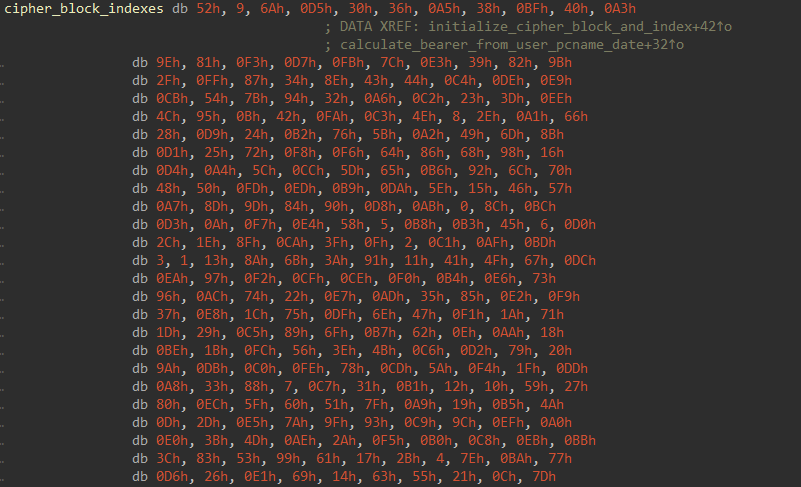 cipher_block_indexes db 52h, 9, 6Ah, 0D5h, 30h, 36h, 0A5h, 38h, 0BFh, 40h, 0A3h
; DATA XREF: initialize_cipher_block_and_index+42↑o
; calculate_bearer_from_user_pcname_date+32↑o
db 9Eh, 81h, 0F3h, 0D7h, 0FBh, 7Ch, 0E3h, 39h, 82h, 9Bh
db 2Fh, 0FFh, 87h, 34h, 8Eh, 43h, 44h, 0C4h, 0DEh, 0E9h
db 0CBh, 54h, 7Bh, 94h, 32h, 0A6h, 0C2h, 23h, 3Dh, 0EEh
db 4Ch, 95h, 0Bh, 42h, 0FAh, 0C3h, 4Eh, 8, 2Eh, 0A1h, 66h
db 28h, 0D9h, 24h, 0B2h, 76h, 5Bh, 0A2h, 49h, 6Dh, 8Bh
db 0D1h, 25h, 72h, 0F8h, 0F6h, 64h, 86h, 68h, 98h, 16h
db 0D4h, 0A4h, 5Ch, 0CCh, 5Dh, 65h, 0B6h, 92h, 6Ch, 70h
db 48h, 50h, 0FDh, 0EDh, 0B9h, 0DAh, 5Eh, 15h, 46h, 57h
db 0A7h, 8Dh, 9Dh, 84h, 90h, 0D8h, 0ABh, 0, 8Ch, 0BCh
db 0D3h, 0Ah, 0F7h, 0E4h, 58h, 5, 0B8h, 0B3h, 45h, 6, 0D0h
db 2Ch, 1Eh, 8Fh, 0CAh, 3Fh, 0Fh, 2, 0C1h, 0AFh, 0BDh
db 3, 1, 13h, 8Ah, 6Bh, 3Ah, 91h, 11h, 41h, 4Fh, 67h, 0DCh
db 0EAh, 97h, 0F2h, 0CFh, 0CEh, 0F0h, 0B4h, 0E6h, 73h
db 96h, 0ACh, 74h, 22h, 0E7h, 0ADh, 35h, 85h, 0E2h, 0F9h
db 37h, 0E8h, 1Ch, 75h, 0DFh, 6Eh, 47h, 0F1h, 1Ah, 71h
db 1Dh, 29h, 0C5h, 89h, 6Fh, 0B7h, 62h, 0Eh, 0AAh, 18h
db 0BEh, 1Bh, 0FCh, 56h, 3Eh, 4Bh, 0C6h, 0D2h, 79h, 20h
db 9Ah, 0DBh, 0C0h, 0FEh, 78h, 0CDh, 5Ah, 0F4h, 1Fh, 0DDh
db 0A8h, 33h, 88h, 7, 0C7h, 31h, 0B1h, 12h, 10h, 59h, 27h
db 80h, 0ECh, 5Fh, 60h, 51h, 7Fh, 0A9h, 19h, 0B5h, 4Ah
db 0Dh, 2Dh, 0E5h, 7Ah, 9Fh, 93h, 0C9h, 9Ch, 0EFh, 0A0h
db 0E0h, 3Bh, 4Dh, 0AEh, 2Ah, 0F5h, 0B0h, 0C8h, 0EBh, 0BBh
db 3Ch, 83h, 53h, 99h, 61h, 17h, 2Bh, 4, 7Eh, 0BAh, 77h
db 0D6h, 26h, 0E1h, 69h, 14h, 63h, 55h, 21h, 0Ch, 7Dh